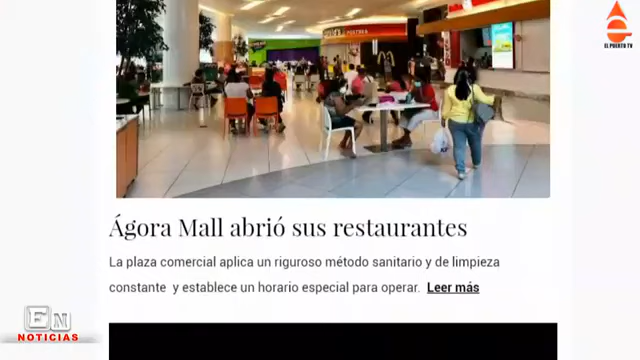 EL PUERTO TV
Ágora Mall abrió sus restaurantes
La plaza comercial aplica un riguroso método sanitario y de limpieza
constante y establece un horario especial para operar. Leer más
EN
NOTICIAS